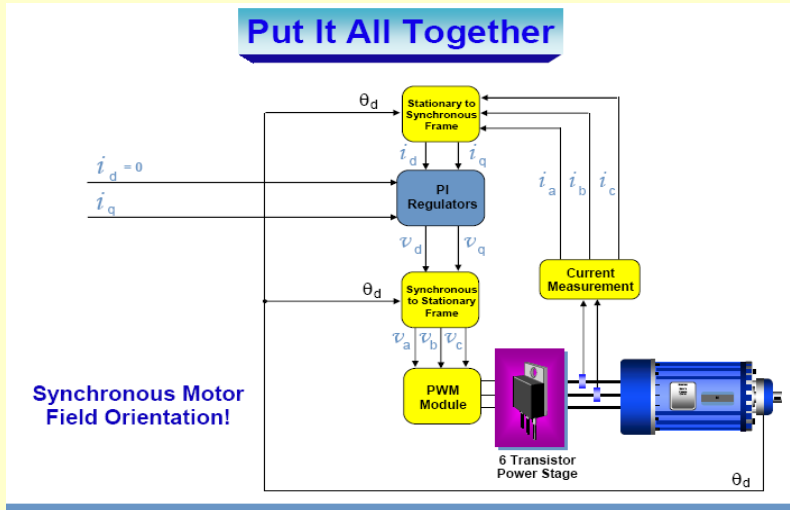 Put It All Together
θd
Stationary to
Synchronous
Frame
id
iq
id = 0
iq
PI
Regulators
ia
ib
ic
vd
vq
Current
Measurement
θd
Synchronous
to Stationary
Frame
va
vb
vc
Synchronous Motor
Field Orientation!
PWM
Module
6 Transistor
Power Stage
θd